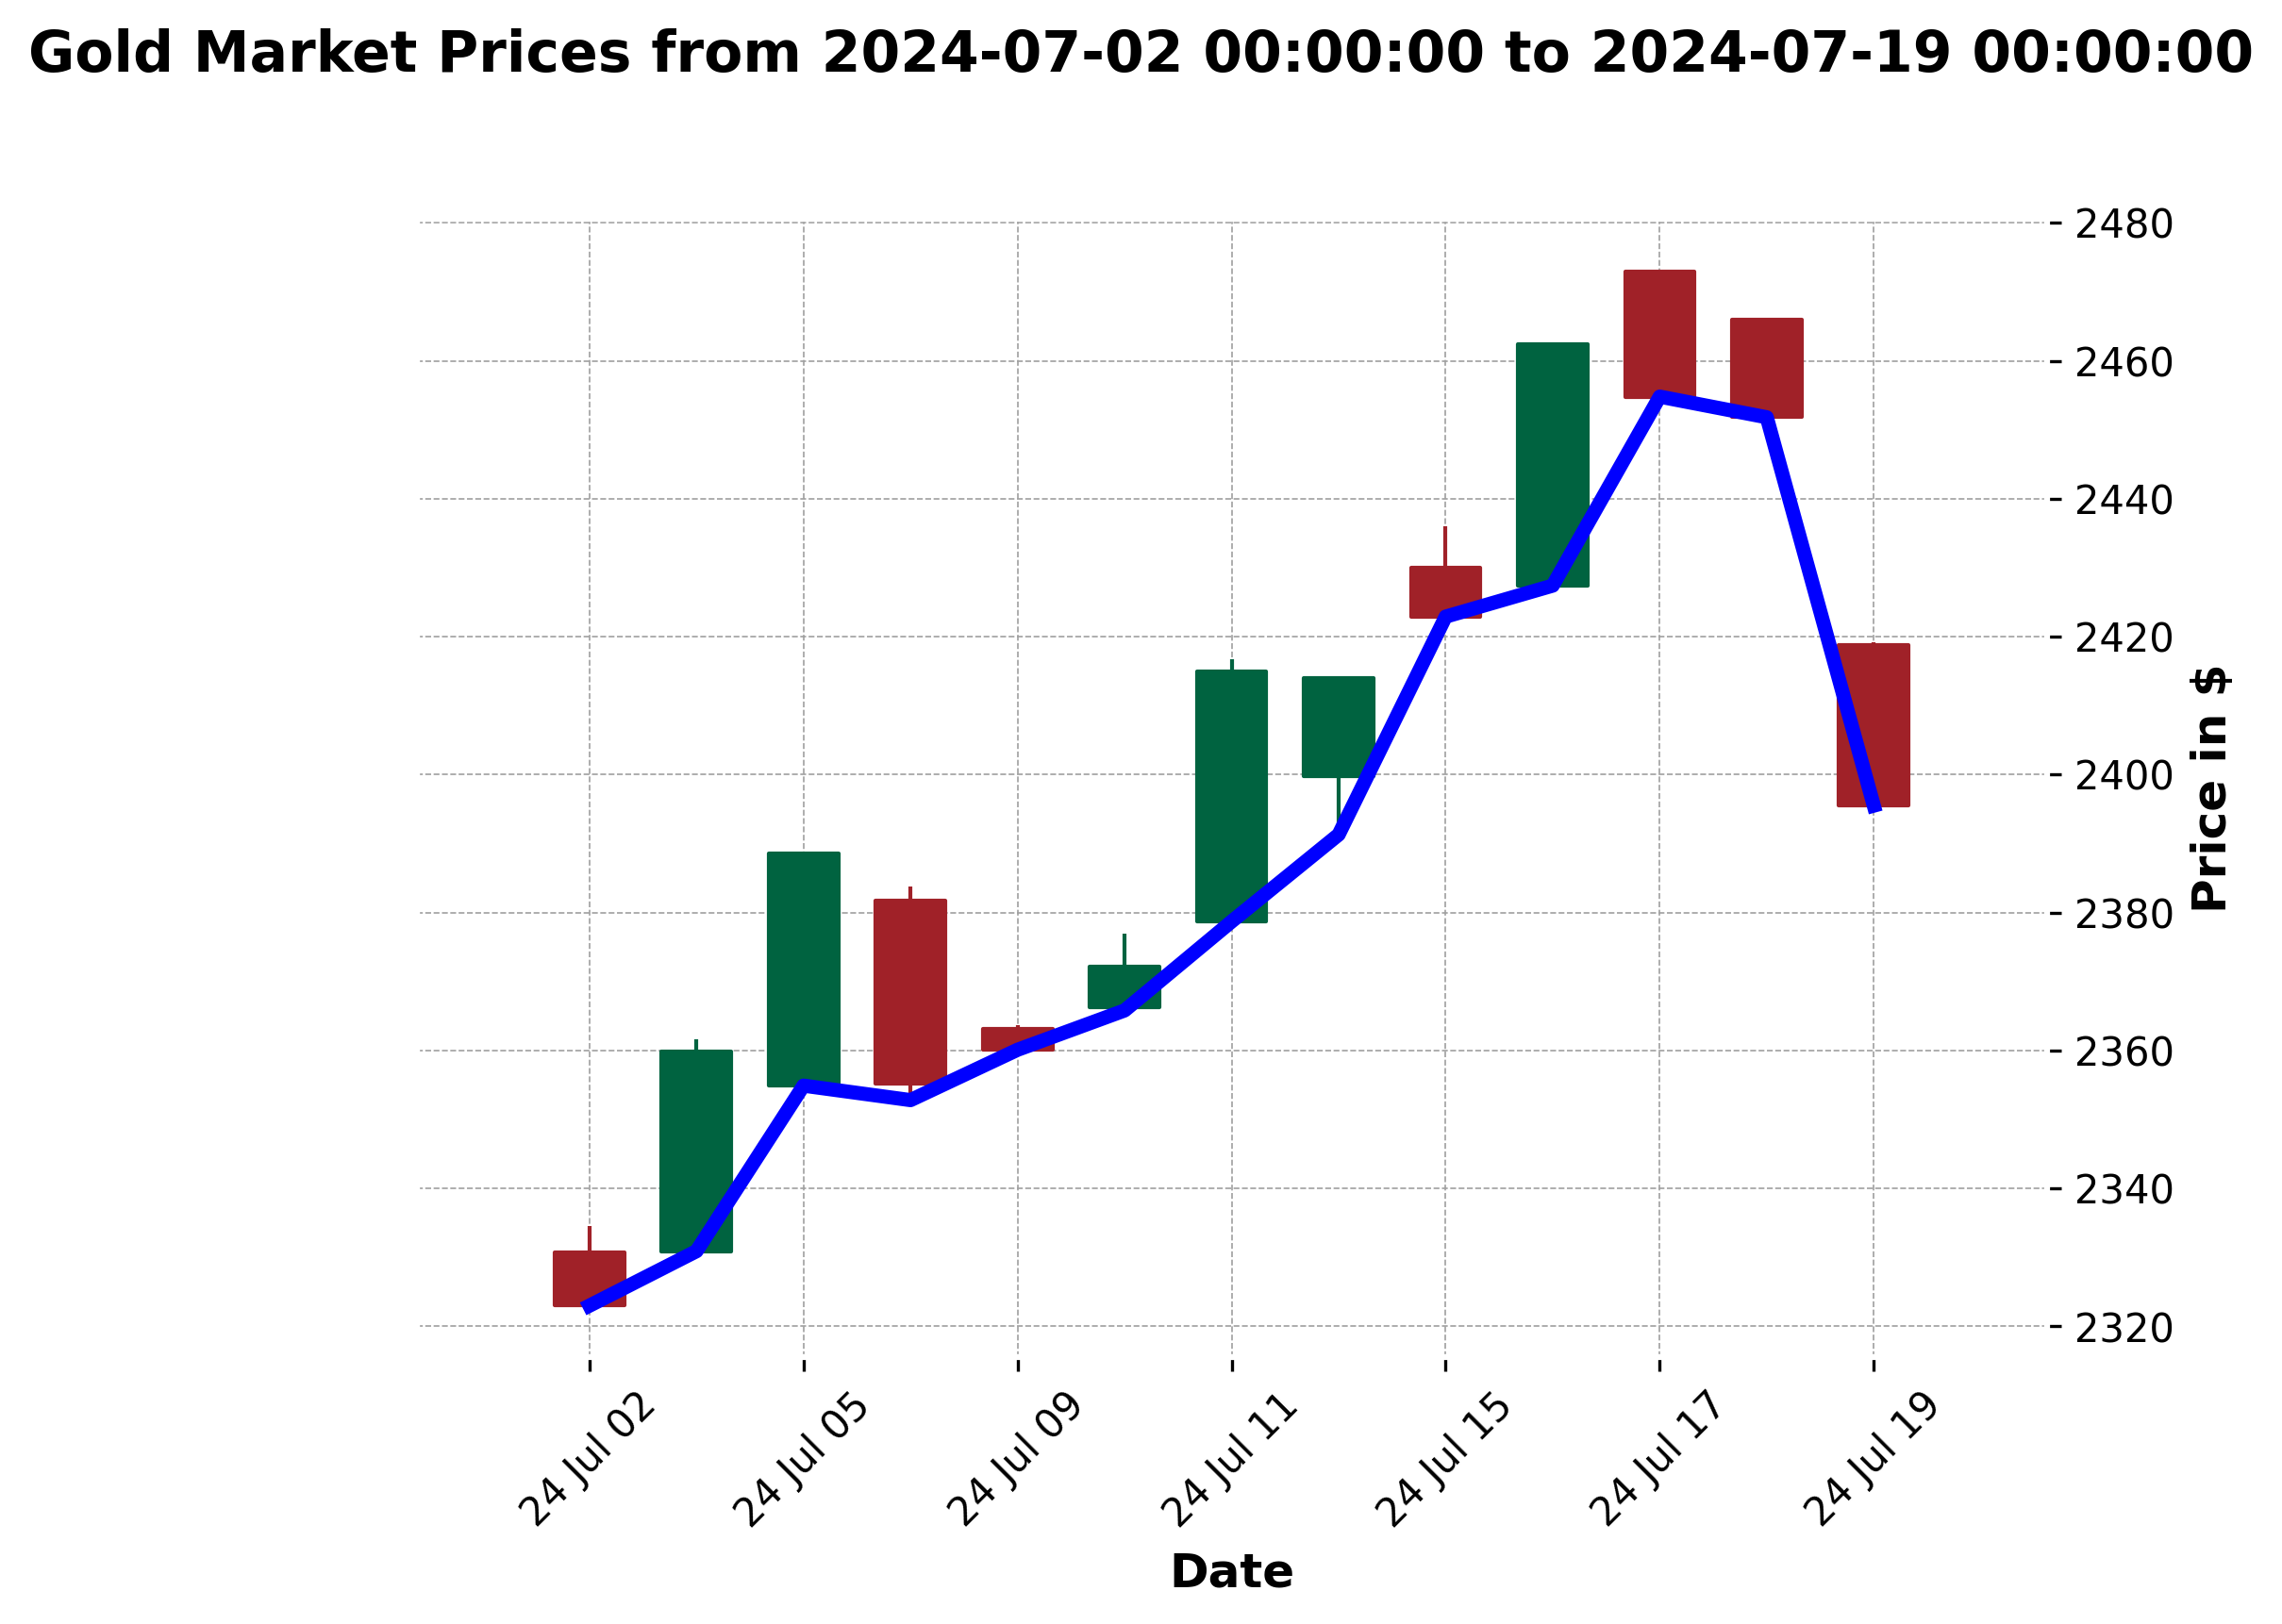 Gold Market Prices from 2024-07-02 00:00:00 to 2024-07-19 00:00:00
2480
2460
2440
2420
2400
2380
2360
2340
2320
Price in $
24 Jul 02
24 Jul 05
24 Jul 09
24 Jul 11
24 Jul 15
24 Jul 17
24 Jul 19
Date